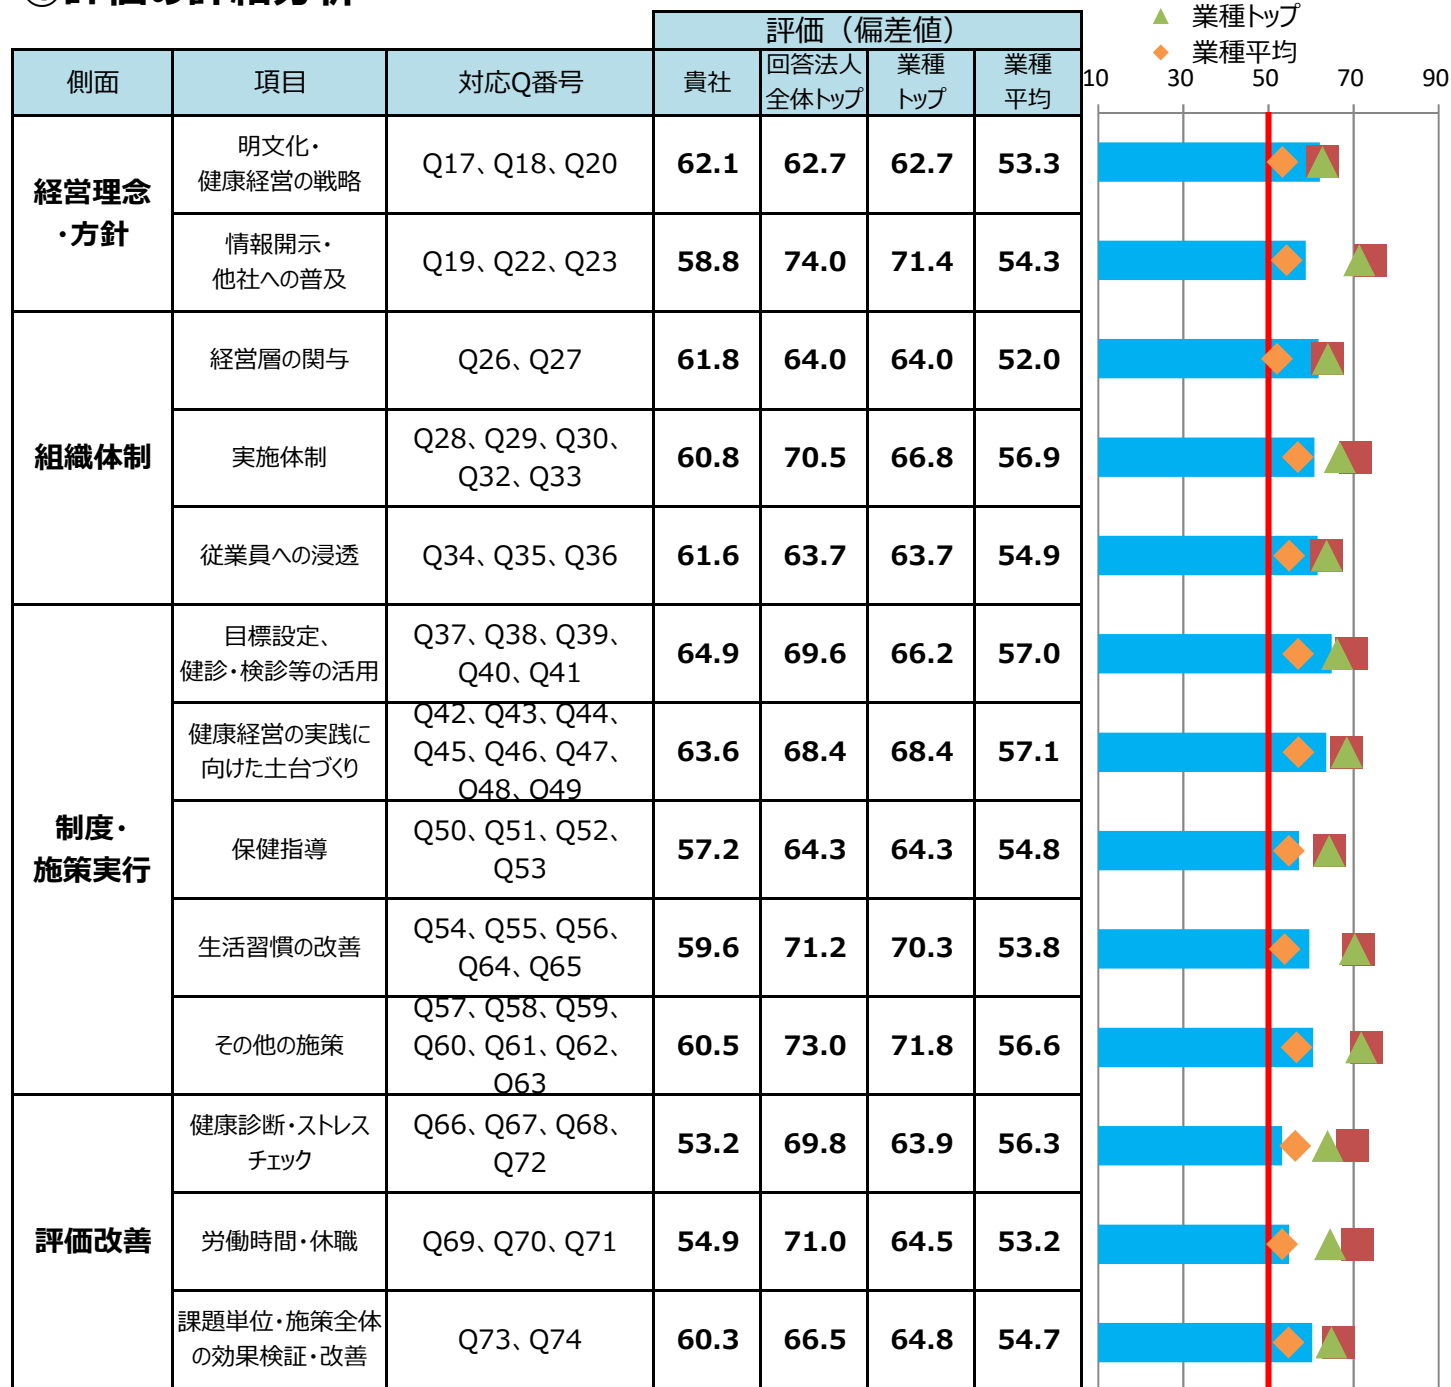 ①評価の詳細分析
▲ 業種トップ
◆ 業種平均
評価（偏差値）
側面 項目 対応Q番号 貴社 回答法人 全体トップ 業種 トップ 業種 平均
10 30 50 70 90
経営理念
・方針
明文化・
健康経営の戦略
Q17、Q18、Q20 62.1 62.7 62.7 53.3
情報開示・
他社への普及
Q19、Q22、Q23 58.8 74.0 71.4 54.3
組織体制
経営層の関与 Q26、Q27 61.8 64.0 64.0 52.0
実施体制
Q28、Q29、Q30、
Q32、Q33
60.8 70.5 66.8 56.9
従業員への浸透 Q34、Q35、Q36 61.6 63.7 63.7 54.9
制度・
施策実行
目標設定、
健診・検診等の活用
Q37、Q38、Q39、
Q40、Q41
64.9 69.6 66.2 57.0
健康経営の実践に
向けた土台づくり
Q42、Q43、Q44、
Q45、Q46、Q47、
Q48、Q49
63.6 68.4 68.4 57.1
保健指導
Q50、Q51、Q52、
Q53
57.2 64.3 64.3 54.8
生活習慣の改善
Q54、Q55、Q56、
Q64、Q65
59.6 71.2 70.3 53.8
その他の施策
Q57、Q58、Q59、
Q60、Q61、Q62、
Q63
60.5 73.0 71.8 56.6
評価改善
健康診断・ストレス
チェック
Q66、Q67、Q68、
Q72
53.2 69.8 63.9 56.3
労働時間・休職 Q69、Q70、Q71 54.9 71.0 64.5 53.2
課題単位・施策全体
の効果検証・改善
Q73、Q74 60.3 66.5 64.8 54.7